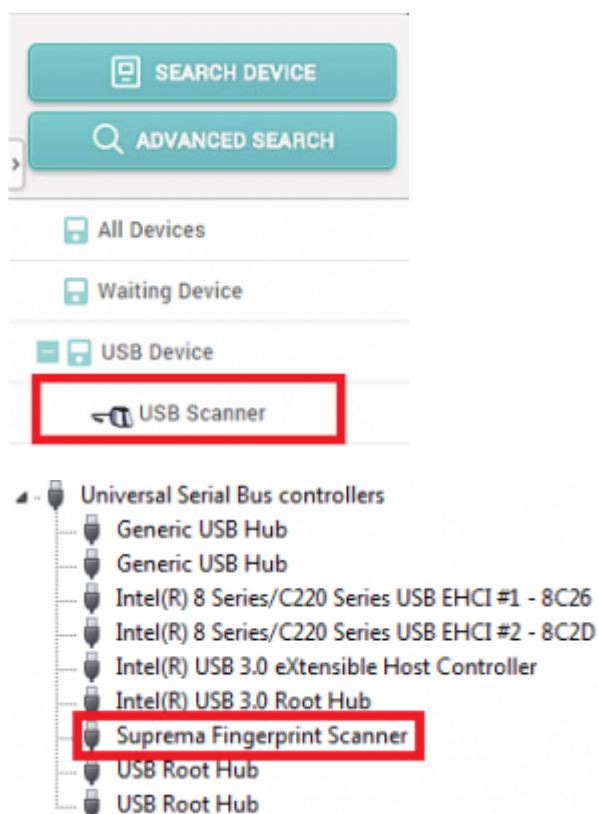 SEARCH DEVICE
ADVANCED SEARCH
All Devices
Waiting Device
USB Device
USB Scanner
Universal Serial Bus controllers
Generic USB Hub
Generic USB Hub
Intel(R) 8 Series/C220 Series USB EHCI #1 - 8C26
Intel(R) 8 Series/C220 Series USB EHCI #2 - 8C2D
Intel(R) USB 3.0 eXtensible Host Controller
Intel(R) USB 3.0 Root Hub
Suprema Fingerprint Scanner
USB Root Hub
USB Root Hub